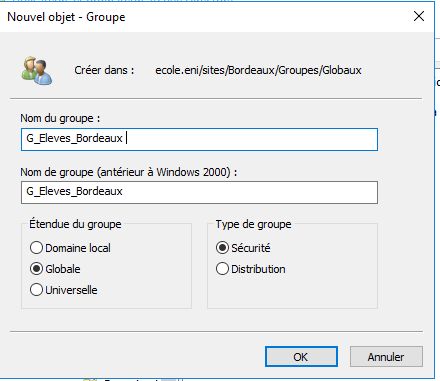 Nouvel objet - Groupe
Créer dans : ecole.eni/sites/Bordeaux/Groupes/Globaux
Nom du groupe :
G_Eleves_Bordeaux
Nom de groupe (antérieur à Windows 2000) :
G_Eleves_Bordeaux
Étendue du groupe
Domaine local
Globale
Universelle
Type de groupe
Sécurité
Distribution
OK
Annuler